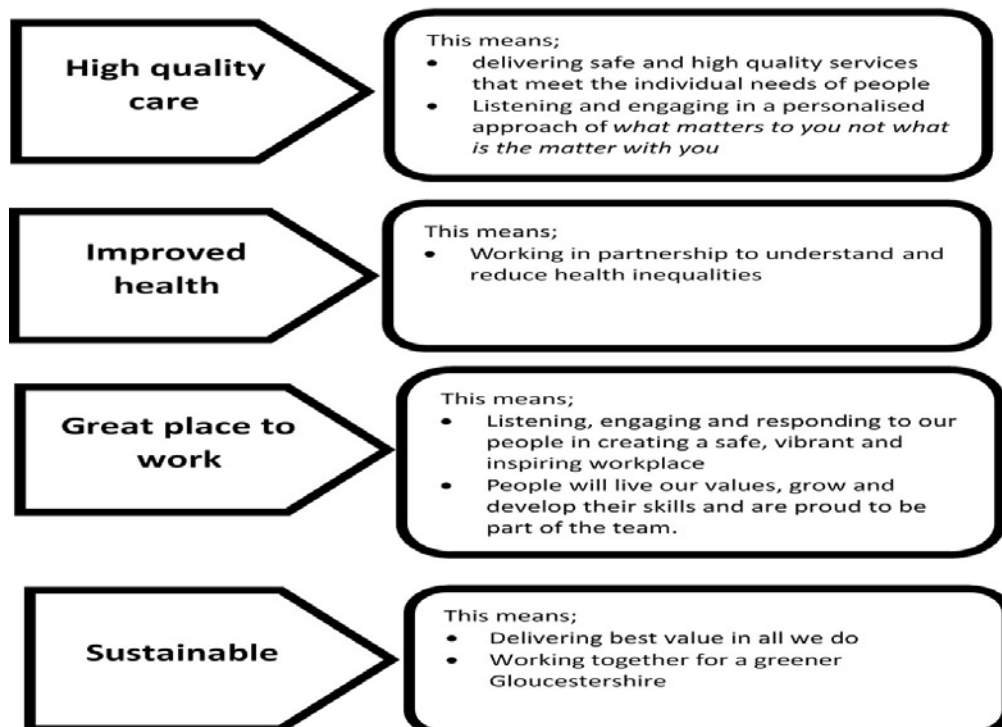 High quality
care
This means;
• delivering safe and high quality services
that meet the individual needs of people
• Listening and engaging in a personalised
approach of what matters to you not what
is the matter with you
Improved
health
This means;
• Working in partnership to understand and
reduce health inequalities
Great place to
work
This means;
• Listening, engaging and responding to our
people in creating a safe, vibrant and
inspiring workplace
• People will live our values, grow and
develop their skills and are proud to be
part of the team.
Sustainable
This means;
• Delivering best value in all we do
• Working together for a greener
Gloucestershire